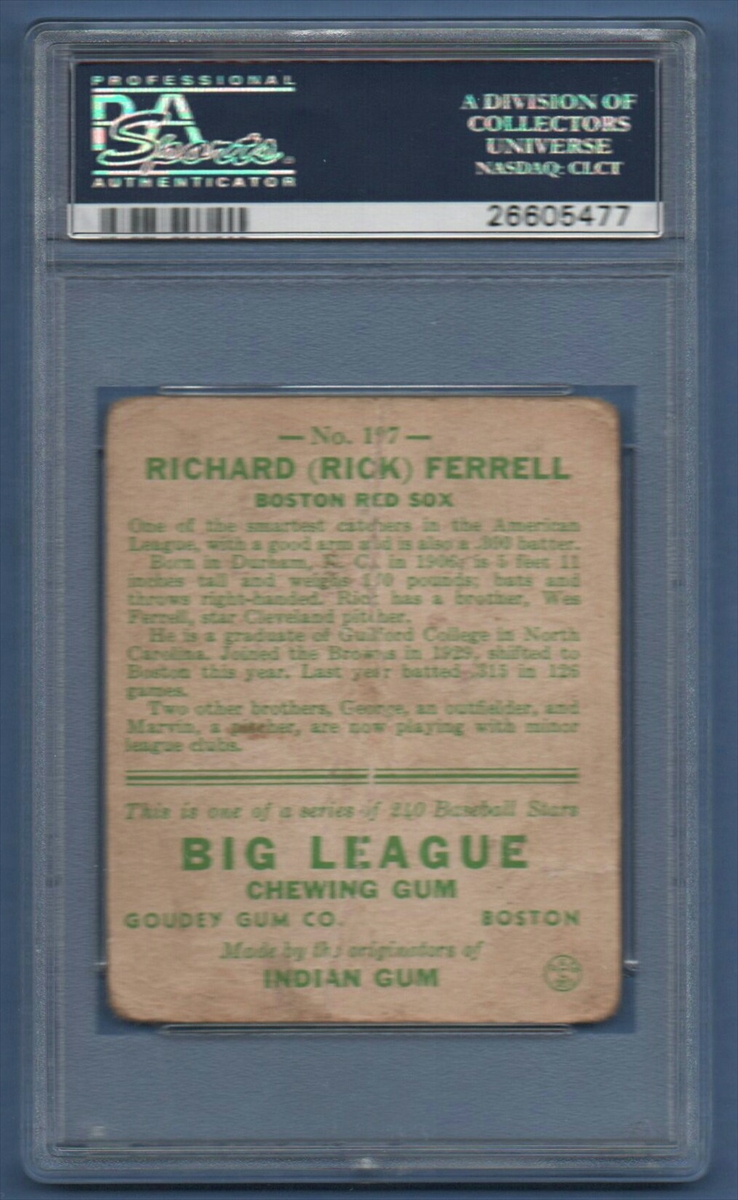 PROFESSIONAL
PSA
Sports
AUTHENTICATOR
A DIVISION OF
COLLECTORS
UNIVERSE
NASDAQ: CLCT
26605477
— No. 197 —
RICHARD (RICK) FERRELL
BOSTON RED SOX
One of the smartest catchers in the American
League, with a good arm and is also a .300 batter.
Born in Durham, N. C. in 1906, is 5 feet 11
inches tall and weighs 170 pounds; bats and
throws right-handed. Rick has a brother, Wes
Ferrell, star Cleveland pitcher.
He is a graduate of Guilford College in North
Carolina. Joined the Browns in 1929, shifted to
Boston this year. Last year batted .315 in 126
games.
Two other brothers, George, an outfielder, and
Marvin, a pitcher, are now playing with minor
league clubs.
This is one of a series of 240 Baseball Stars
BIG LEAGUE
CHEWING GUM
GOUDEY GUM CO. BOSTON
Made by the originators of
INDIAN GUM